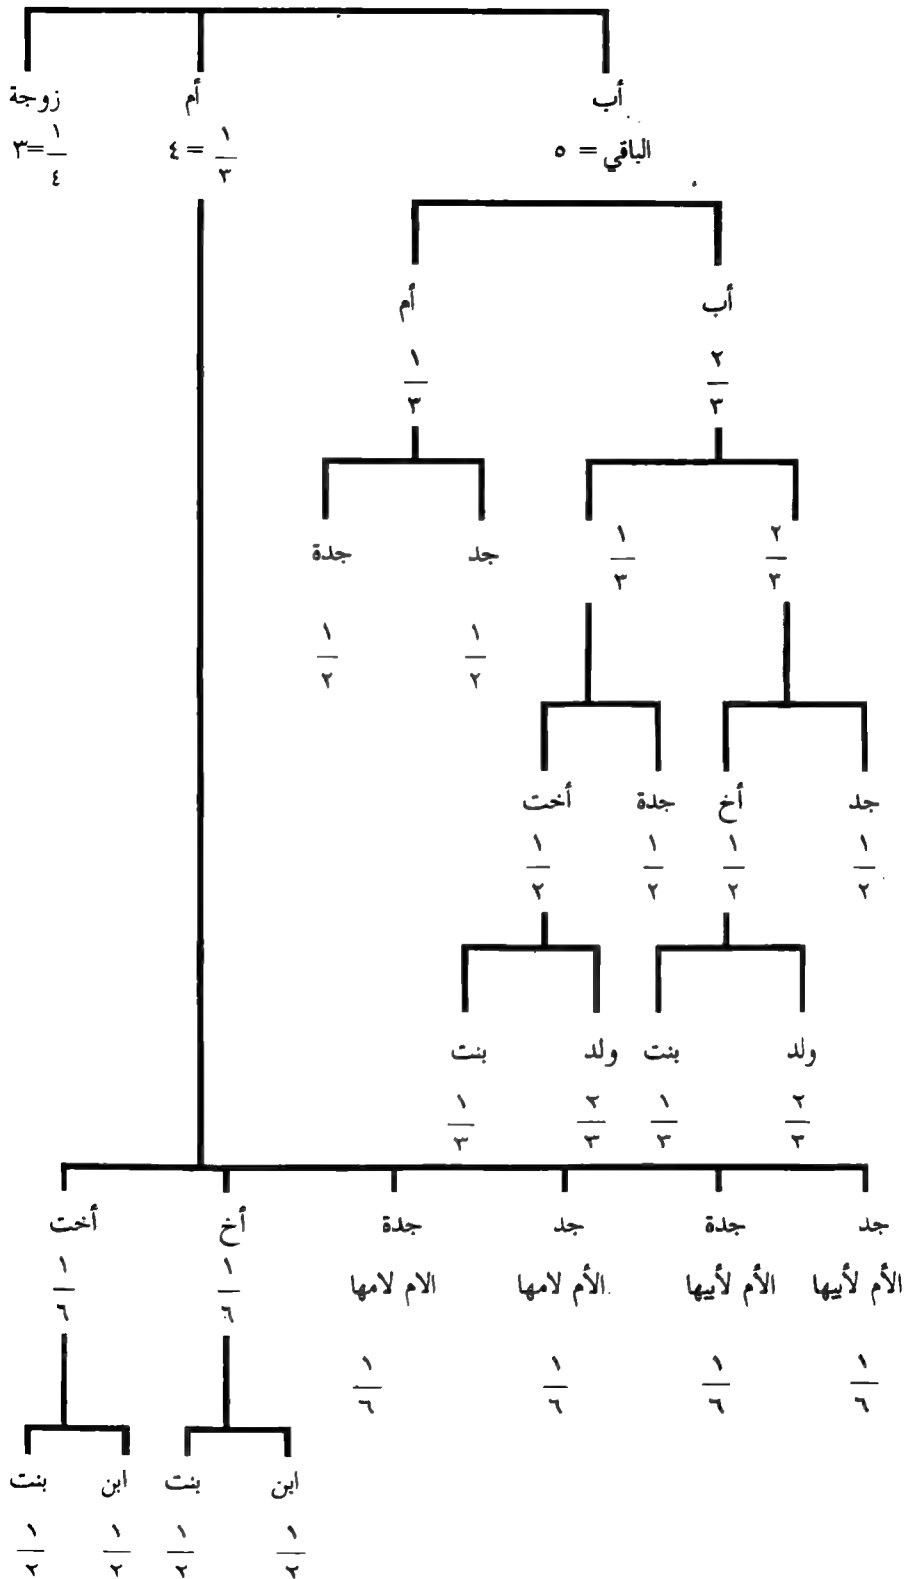 أب أم زوجة
الباقي = ٥ ١/٣ = ٤ ١/٤ = ٣
أب أم
٢/٣ ١/٣
٢/٣ ١/٣ جد جدة
١/٢ ١/٢
جد أخ جدة أخت
١/٢ ١/٢ ١/٢ ١/٢
ولد بنت ولد بنت
٢/٣ ١/٣ ٢/٣ ١/٣
جد جدة جد جدة أخ أخت
الأم لأبيها الأم لأبيها الأم لامها الام لامها ١/٦ ١/٦
١/٦ ١/٦ ١/٦ ١/٦
ابن بنت ابن بنت
١/٢ ١/٢ ١/٢ ١/٢